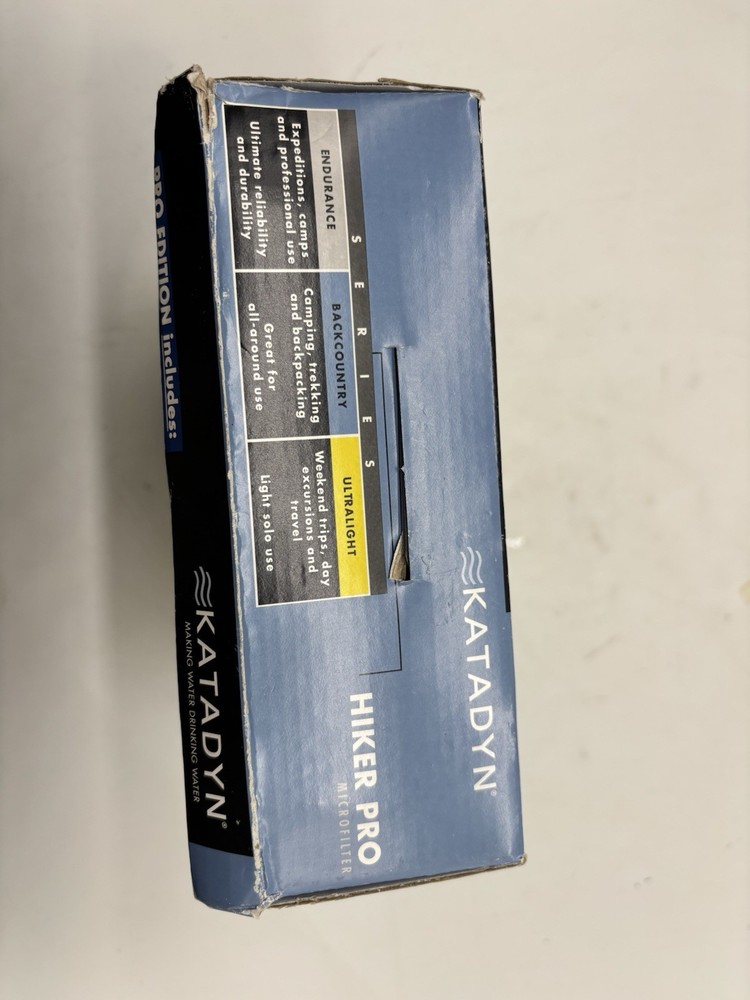 KATADYN®
HIKER PRO
MICROFILTER
SERIES
ENDURANCE
Expeditions, camps
and professional use
Ultimate reliability
and durability
BACKCOUNTRY
Camping, trekking
and backpacking
Great for
all-around use
ULTRALIGHT
Weekend trips, day
excursions and
travel
Light solo use
PRO EDITION includes:
KATADYN®
MAKING WATER DRINKING WATER